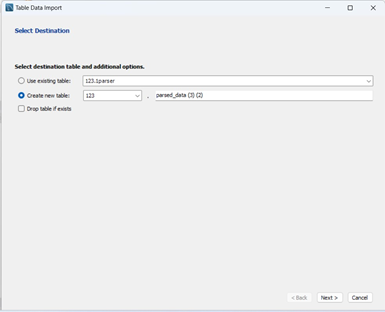 Table Data Import
Select Destination
Select destination table and additional options.
Use existing table: 123.1parser
Create new table: 123 . parsed_data (3) (2)
Drop table if exists
< Back Next > Cancel